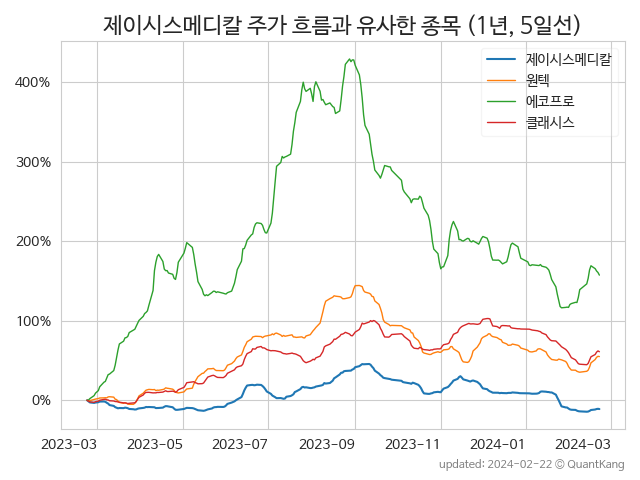 제이시스메디칼 주가 흐름과 유사한 종목 (1년, 5일선)
제이시스메디칼
원텍
에코프로
클래시스
400%
300%
200%
100%
0%
2023-03 2023-05 2023-07 2023-09 2023-11 2024-01 2024-03
updated: 2024-02-22 © QuantKang